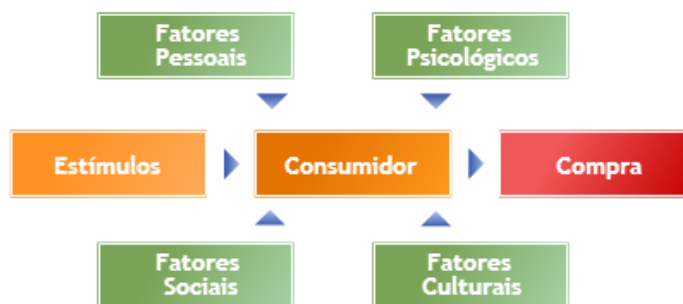 Fatores
Pessoais
Fatores
Psicológicos
Estímulos
Consumidor
Compra
Fatores
Sociais
Fatores
Culturais